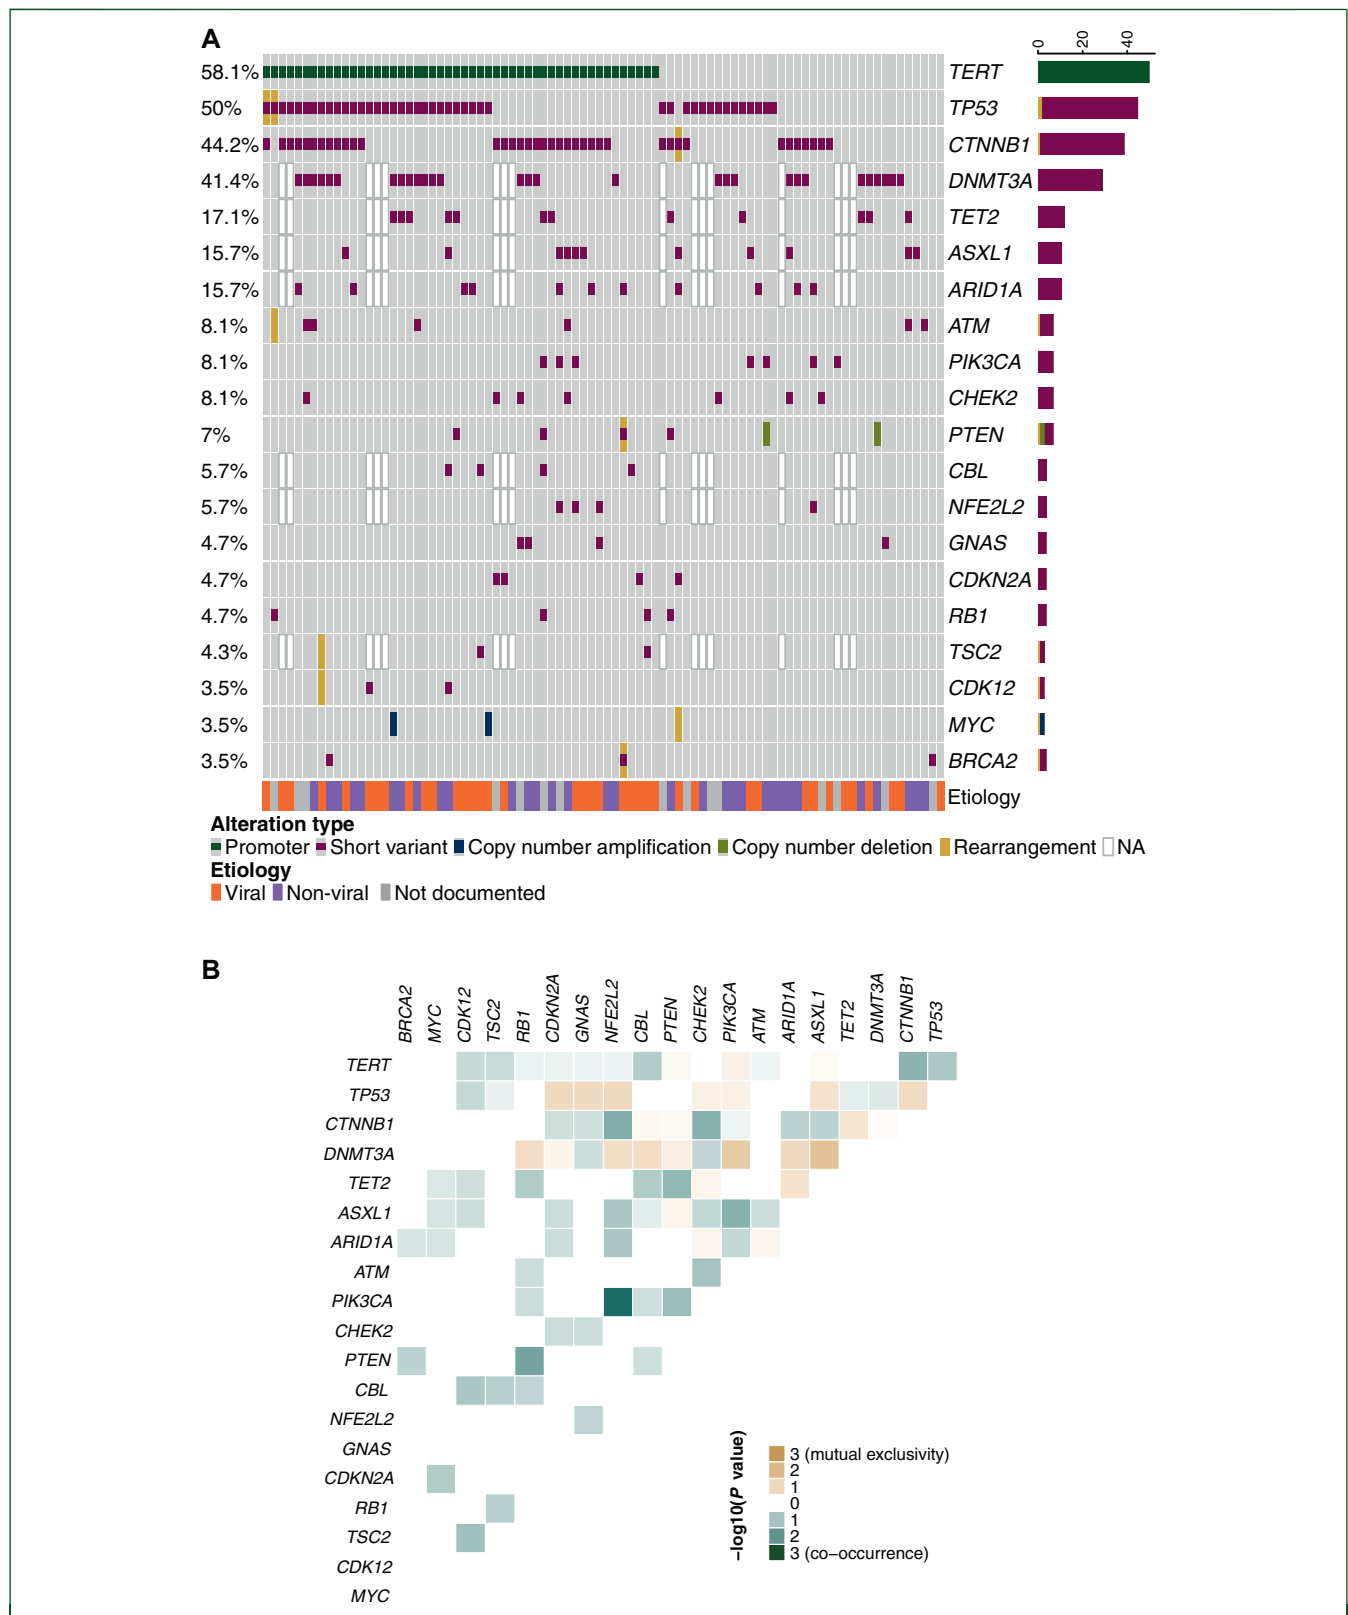 A
0 20 40
58.1% TERT
50% TP53
44.2% CTNNB1
41.4% DNMT3A
17.1% TET2
15.7% ASXL1
15.7% ARID1A
8.1% ATM
8.1% PIK3CA
8.1% CHEK2
7% PTEN
5.7% CBL
5.7% NFE2L2
4.7% GNAS
4.7% CDKN2A
4.7% RB1
4.3% TSC2
3.5% CDK12
3.5% MYC
3.5% BRCA2
Etiology
Alteration type
Promoter Short variant Copy number amplification Copy number deletion Rearrangement NA
Etiology
Viral Non-viral Not documented
B
BRCA2 MYC CDK12 TSC2 RB1 CDKN2A GNAS NFE2L2 CBL PTEN CHEK2 PIK3CA ATM ARID1A ASXL1 TET2 DNMT3A CTNNB1 TP53
TERT
TP53
CTNNB1
DNMT3A
TET2
ASXL1
ARID1A
ATM
PIK3CA
CHEK2
PTEN
CBL
NFE2L2
GNAS
CDKN2A
RB1
TSC2
CDK12
MYC
−log10(P value)
3 (mutual exclusivity)
2
1
0
1
2
3 (co−occurrence)